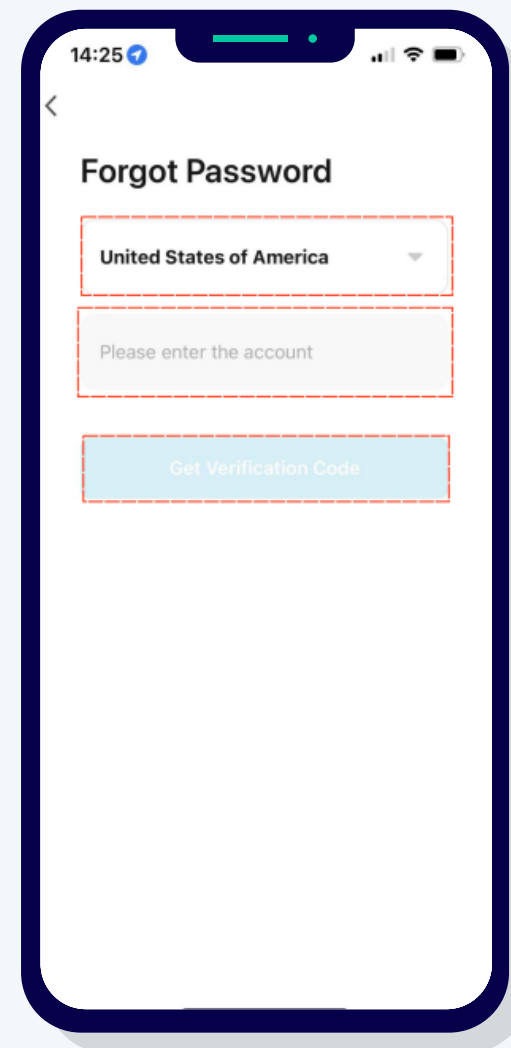 14:25
Forgot Password
United States of America
Please enter the account
Get Verification Code